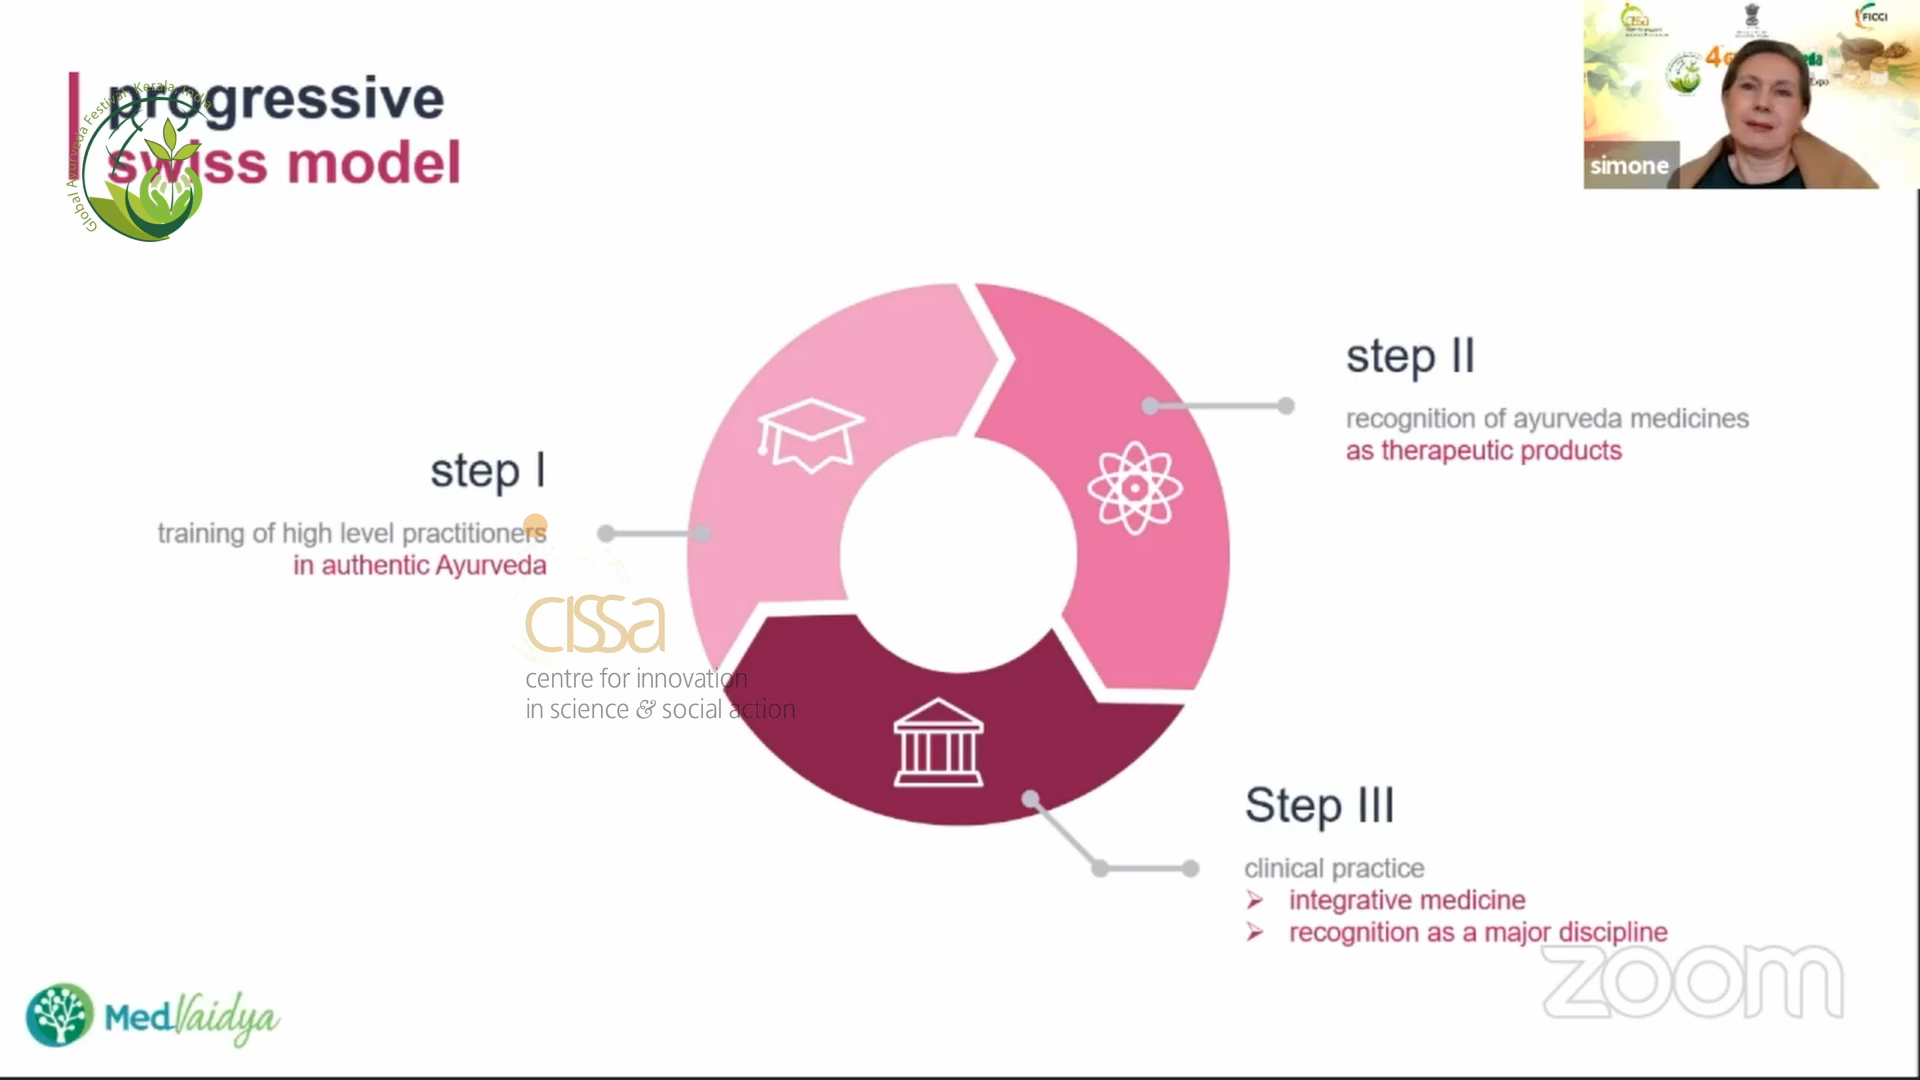 progressive
swiss model
Global Ayurveda Festival, Kerala, India
FICCI
simone
step I
training of high level practitioners
in authentic Ayurveda
step II
recognition of ayurveda medicines
as therapeutic products
cissa
centre for innovation
in science & social action
Step III
clinical practice
➢ integrative medicine
➢ recognition as a major discipline
MedVaidya
zoom